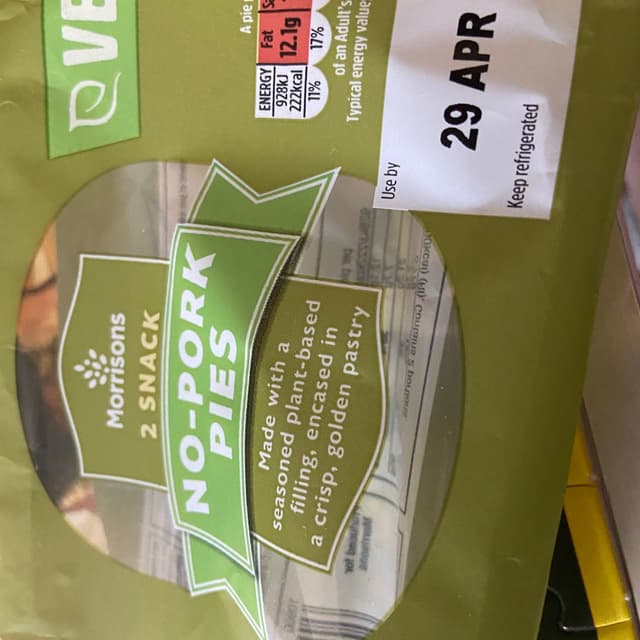 VE
A pie
ENERGY
928kJ
222kcal
11%
Fat
12.1g
17%
of an Adult's
Typical energy value
Use by
29 APR
Keep refrigerated
Morrisons
2 SNACK
NO-PORK
PIES
Made with a
seasoned plant-based
filling, encased in
a crisp, golden pastry